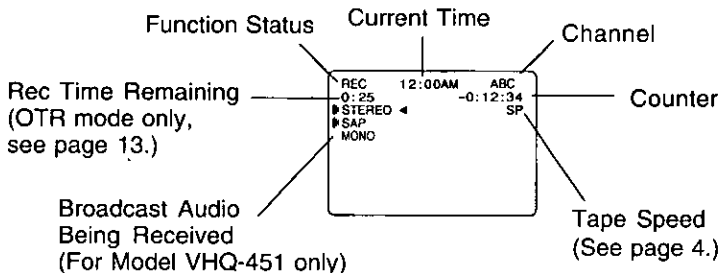 Function Status
Current Time
Channel
Rec Time Remaining
(OTR mode only,
see page 13.)
REC 12:00AM ABC
0:25 -0:12:34
STEREO ◄ SP
SAP
MONO
Counter
Broadcast Audio
Being Received
(For Model VHQ-451 only)
Tape Speed
(See page 4.)